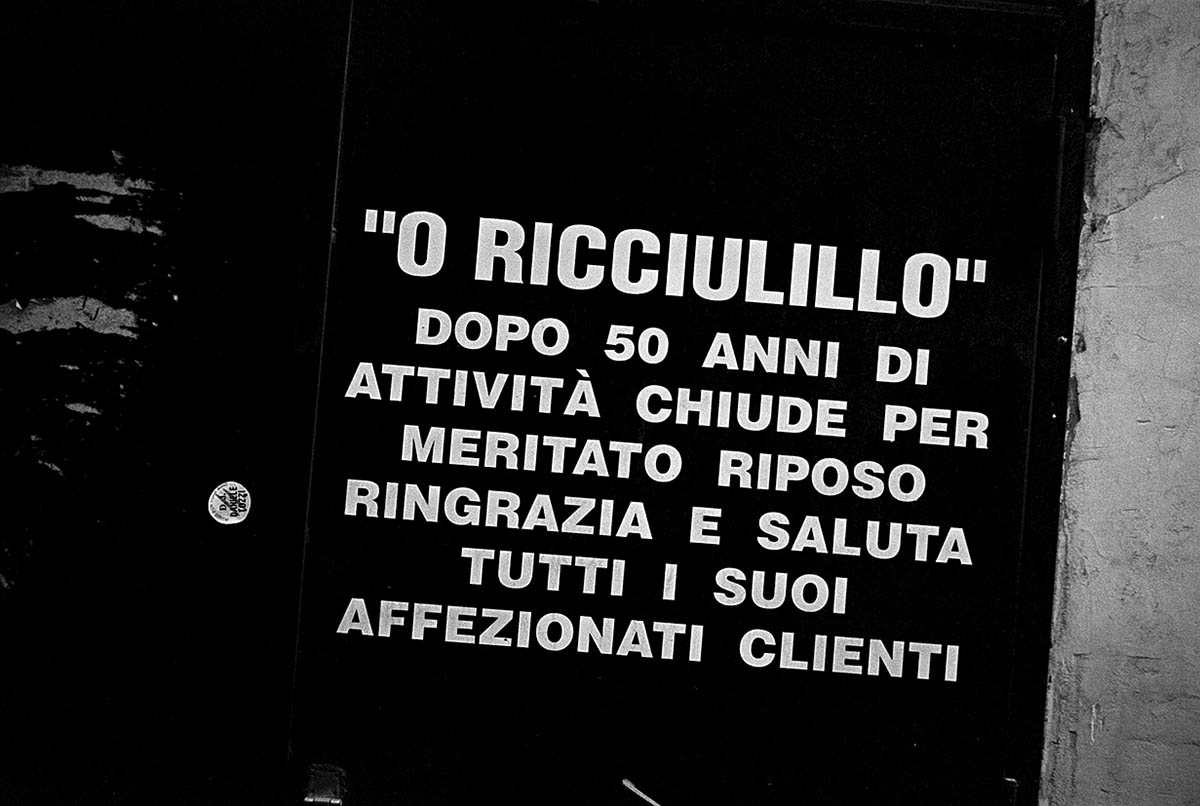 "O RICCIULILLO"
DOPO 50 ANNI DI
ATTIVITÀ CHIUDE PER
MERITATO RIPOSO
RINGRAZIA E SALUTA
TUTTI I SUOI
AFFEZIONATI CLIENTI